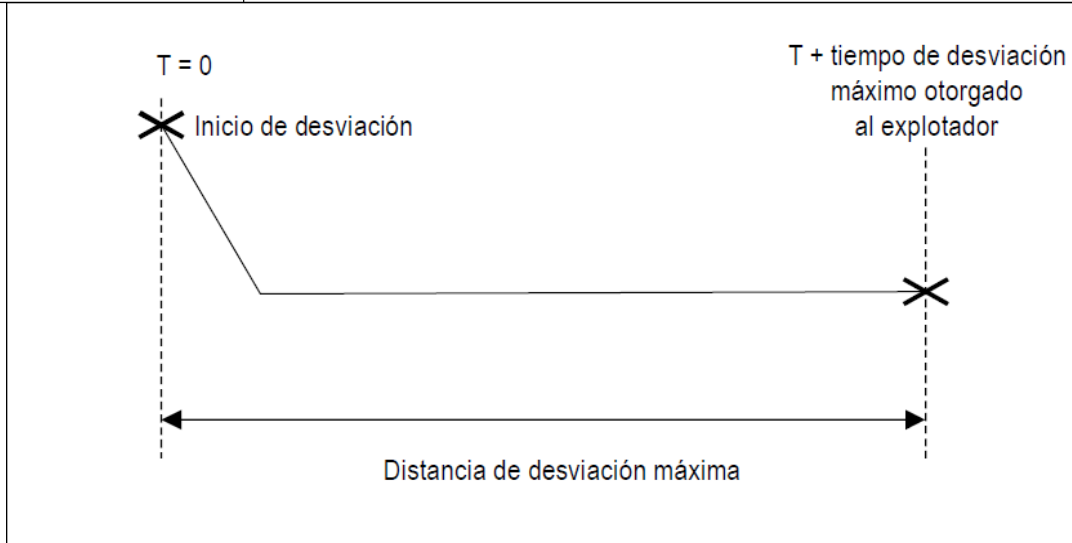 T = 0
Inicio de desviación
T + tiempo de desviación
máximo otorgado
al explotador
Distancia de desviación máxima